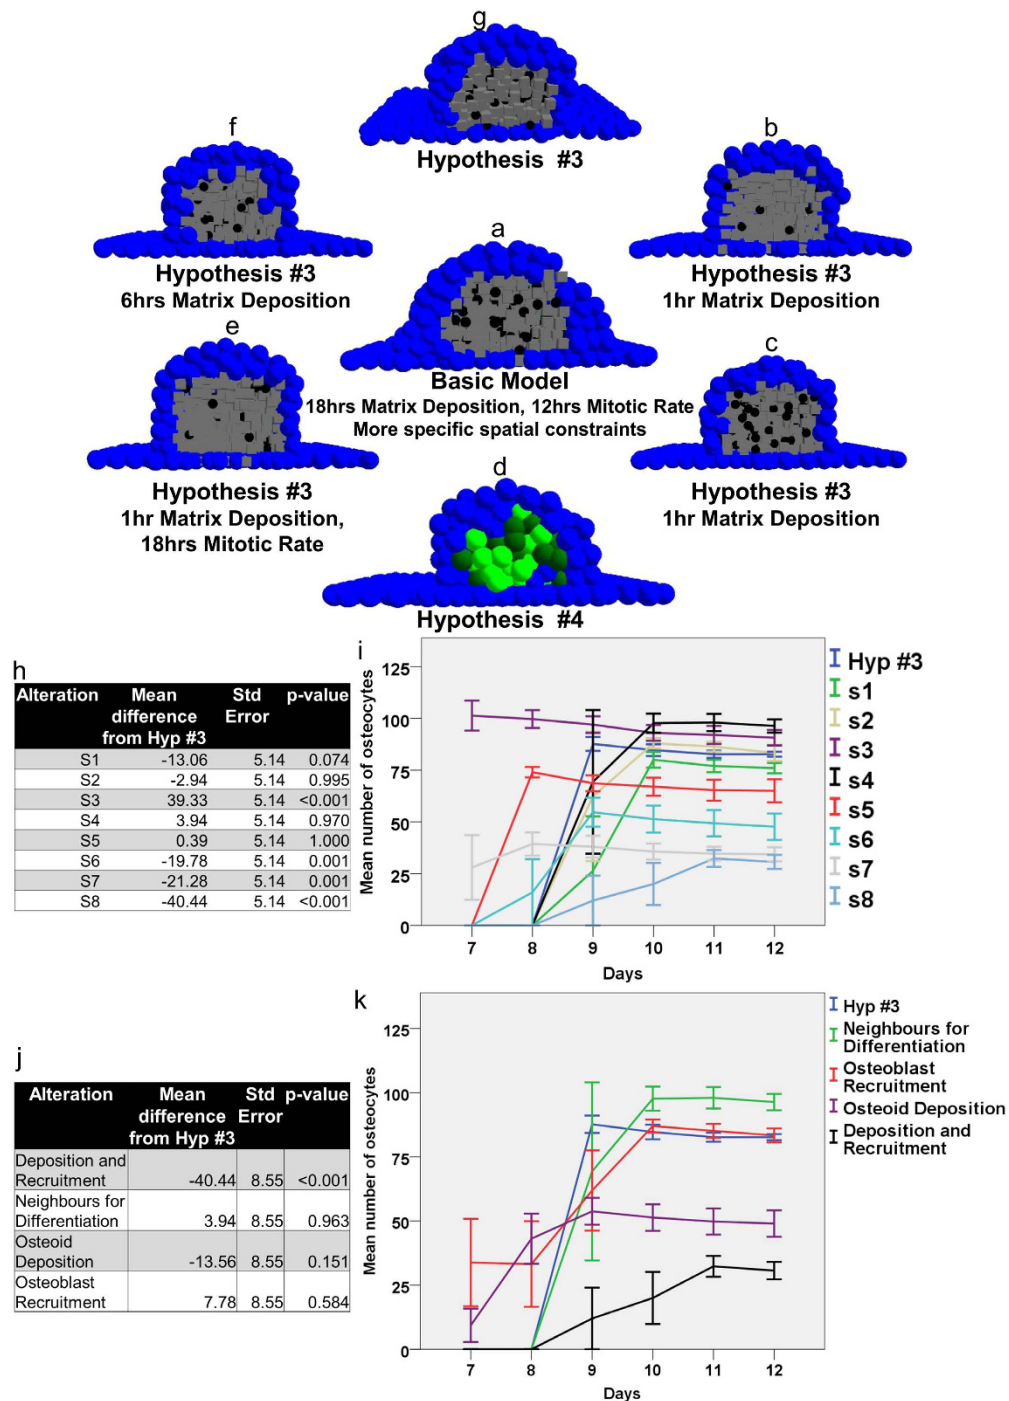 g
Hypothesis #3
f
Hypothesis #3
6hrs Matrix Deposition
b
Hypothesis #3
1hr Matrix Deposition
a
Basic Model
18hrs Matrix Deposition, 12hrs Mitotic Rate
More specific spatial constraints
e
Hypothesis #3
1hr Matrix Deposition,
18hrs Mitotic Rate
c
Hypothesis #3
1hr Matrix Deposition
d
Hypothesis #4
h
Alteration Mean difference from Hyp #3 Std Error p-value
S1 -13.06 5.14 0.074
S2 -2.94 5.14 0.995
S3 39.33 5.14 <0.001
S4 3.94 5.14 0.970
S5 0.39 5.14 1.000
S6 -19.78 5.14 0.001
S7 -21.28 5.14 0.001
S8 -40.44 5.14 <0.001
i
Mean number of osteocytes
125
100
75
50
25
0
7 8 9 10 11 12
Days
Hyp #3
s1
s2
s3
s4
s5
s6
s7
s8
j
Alteration Mean difference from Hyp #3 Std Error p-value
Deposition and
Recruitment -40.44 8.55 <0.001
Neighbours for
Differentiation 3.94 8.55 0.963
Osteoid
Deposition -13.56 8.55 0.151
Osteoblast
Recruitment 7.78 8.55 0.584
k
Mean number of osteocytes
125
100
75
50
25
0
7 8 9 10 11 12
Days
Hyp #3
Neighbours for
Differentiation
Osteoblast
Recruitment
Osteoid Deposition
Deposition and
Recruitment